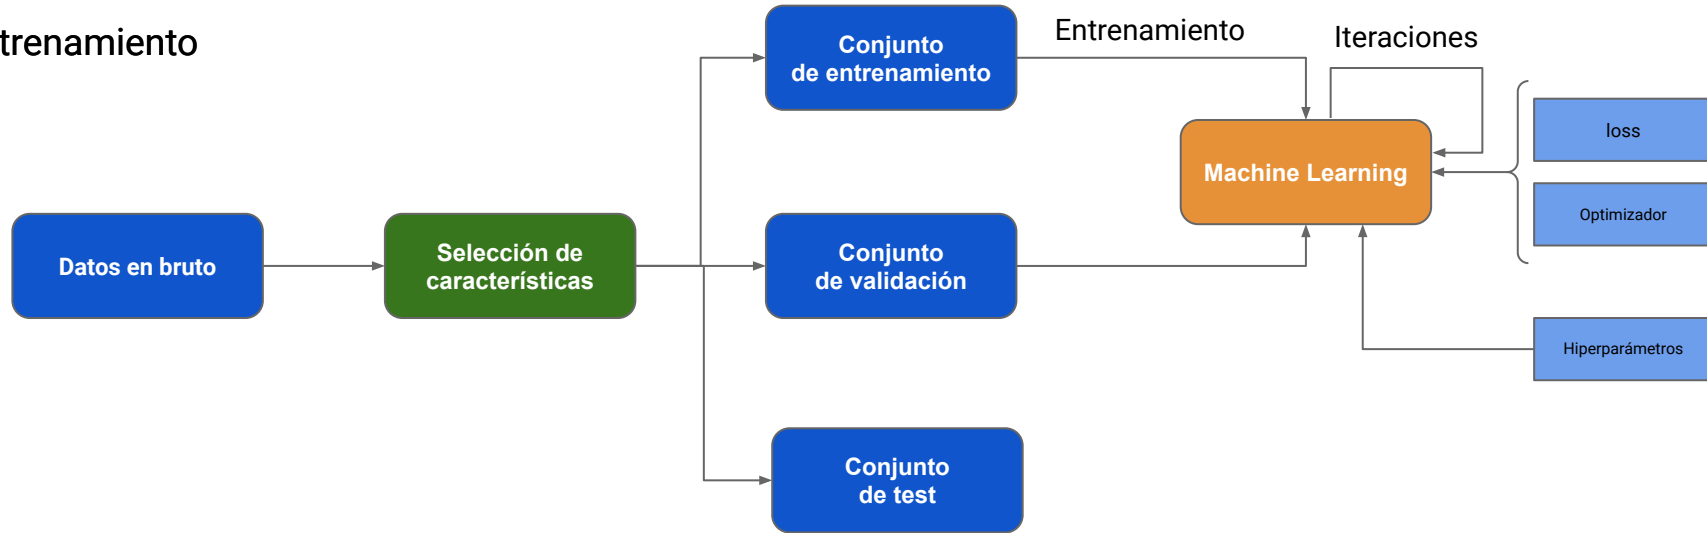 trenamiento
Entrenamiento
Iteraciones
Conjunto
de entrenamiento
Machine Learning
loss
Optimizador
Datos en bruto
Selección de
características
Conjunto
de validación
Hiperparámetros
Conjunto
de test